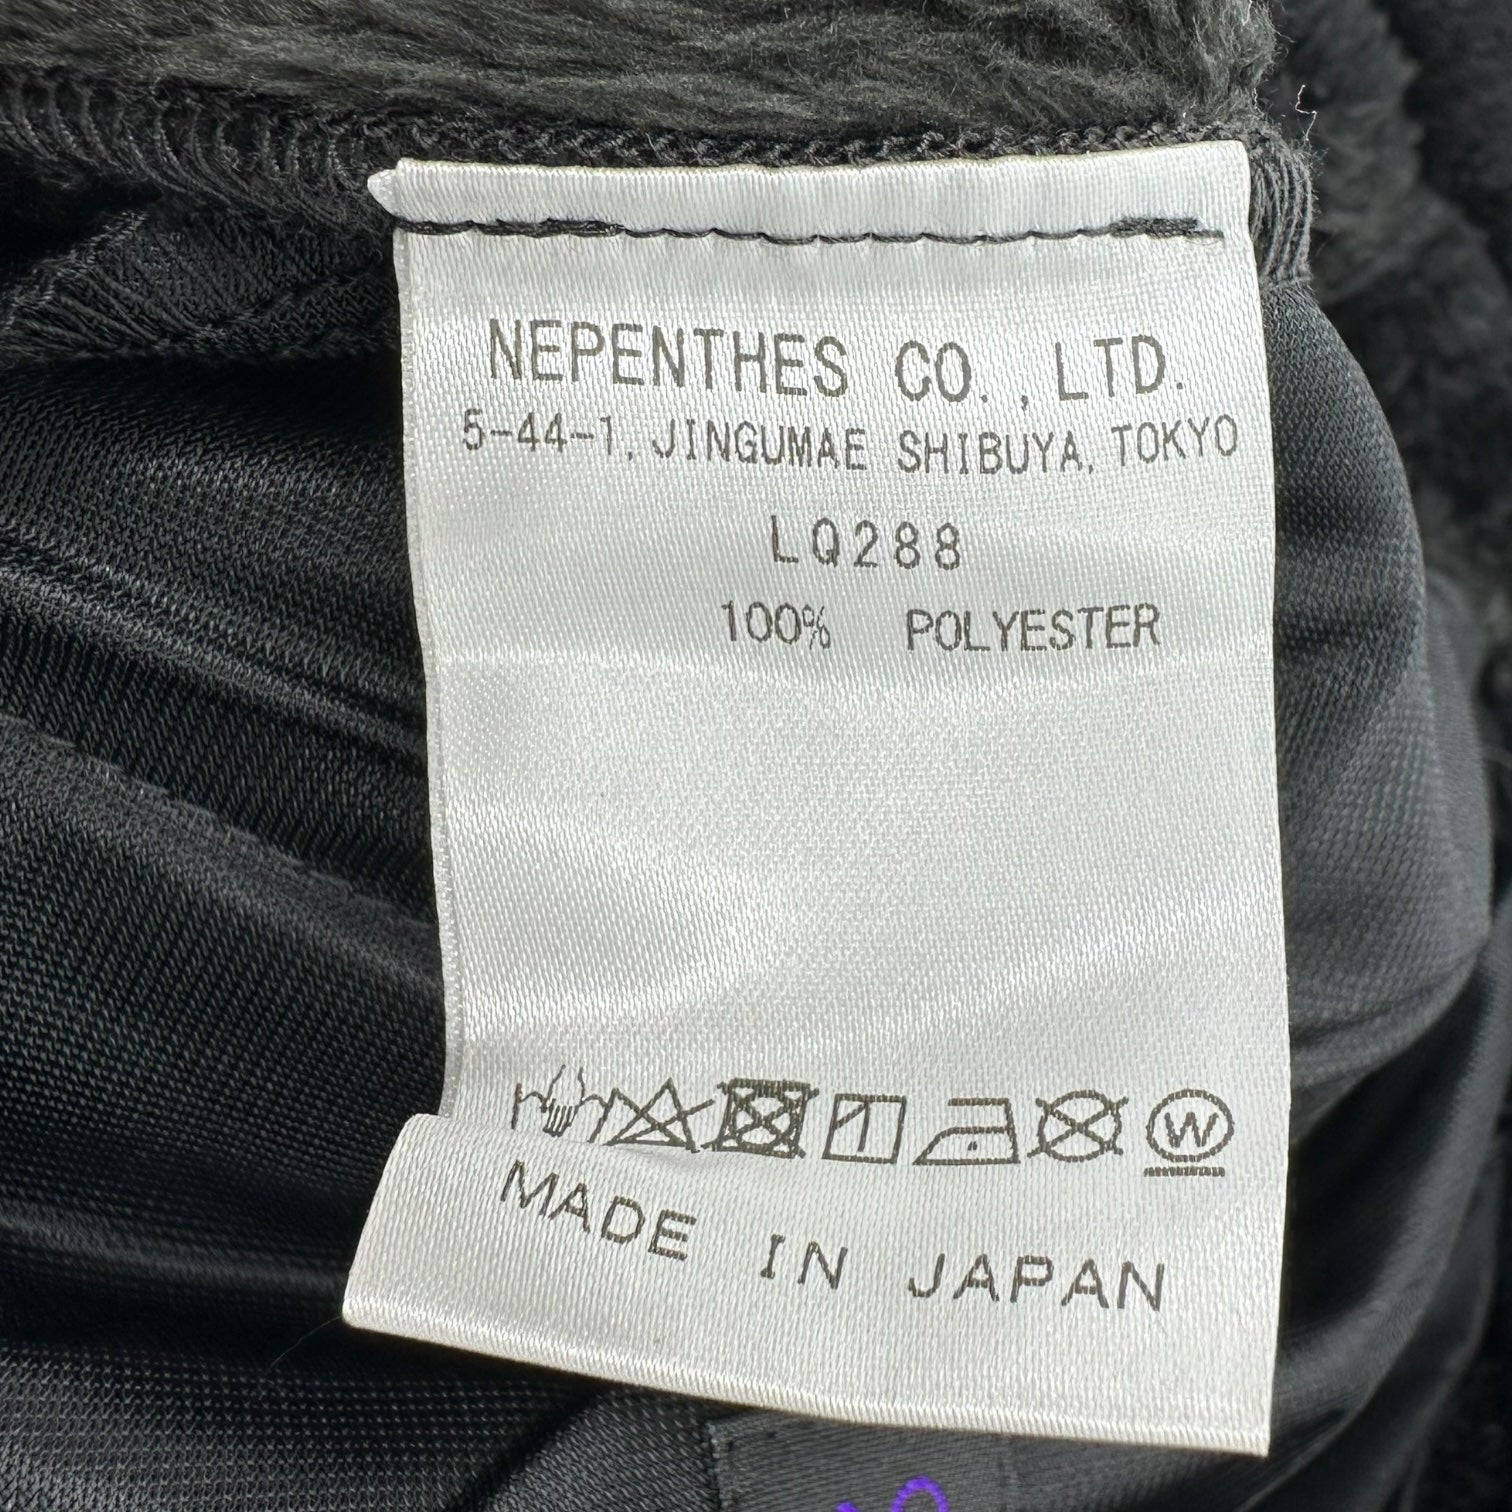 NEPENTHES CO., LTD.
5-44-1, JINGUMAE SHIBUYA, TOKYO
LQ288
100% POLYESTER
W
MADE IN JAPAN